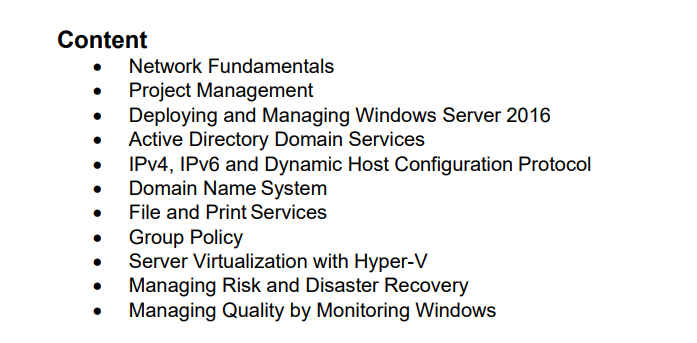 Content
• Network Fundamentals
• Project Management
• Deploying and Managing Windows Server 2016
• Active Directory Domain Services
• IPv4, IPv6 and Dynamic Host Configuration Protocol
• Domain Name System
• File and Print Services
• Group Policy
• Server Virtualization with Hyper-V
• Managing Risk and Disaster Recovery
• Managing Quality by Monitoring Windows